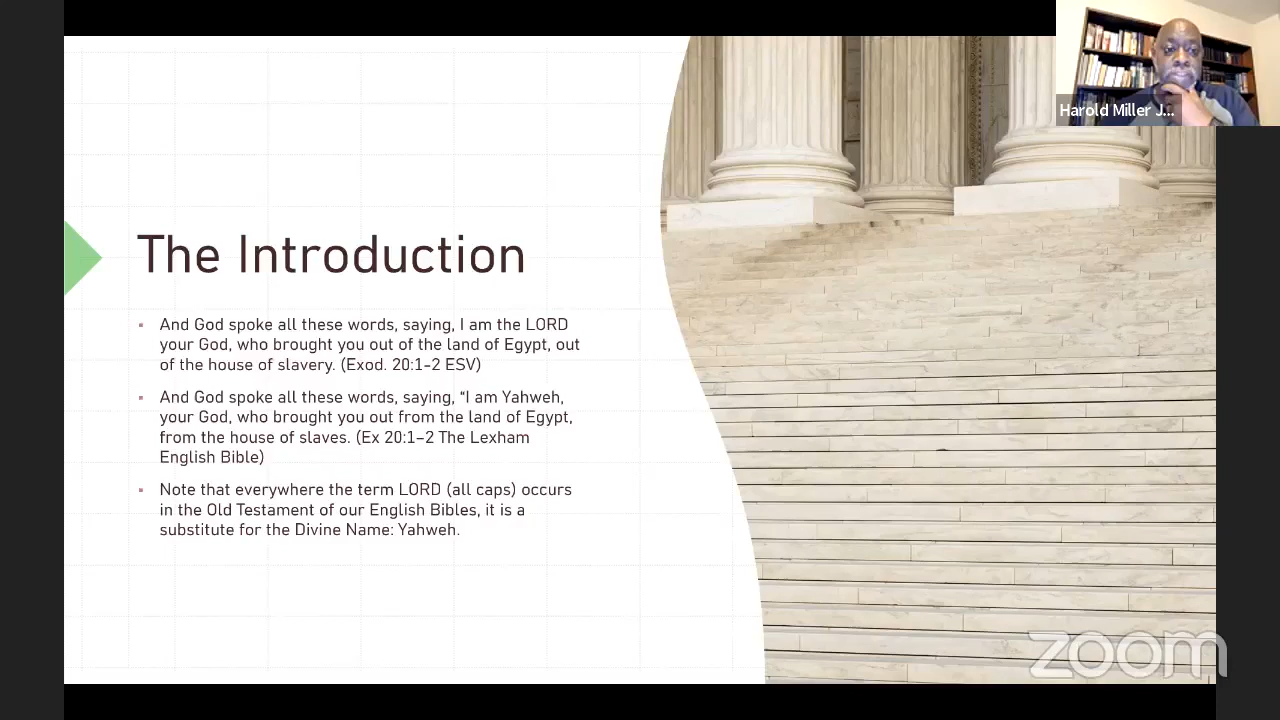 Harold Miller J...
The Introduction
▪ And God spoke all these words, saying, I am the LORD
your God, who brought you out of the land of Egypt, out
of the house of slavery. (Exod. 20:1-2 ESV)
▪ And God spoke all these words, saying, “I am Yahweh,
your God, who brought you out from the land of Egypt,
from the house of slaves. (Ex 20:1–2 The Lexham
English Bible)
▪ Note that everywhere the term LORD (all caps) occurs
in the Old Testament of our English Bibles, it is a
substitute for the Divine Name: Yahweh.
zoom